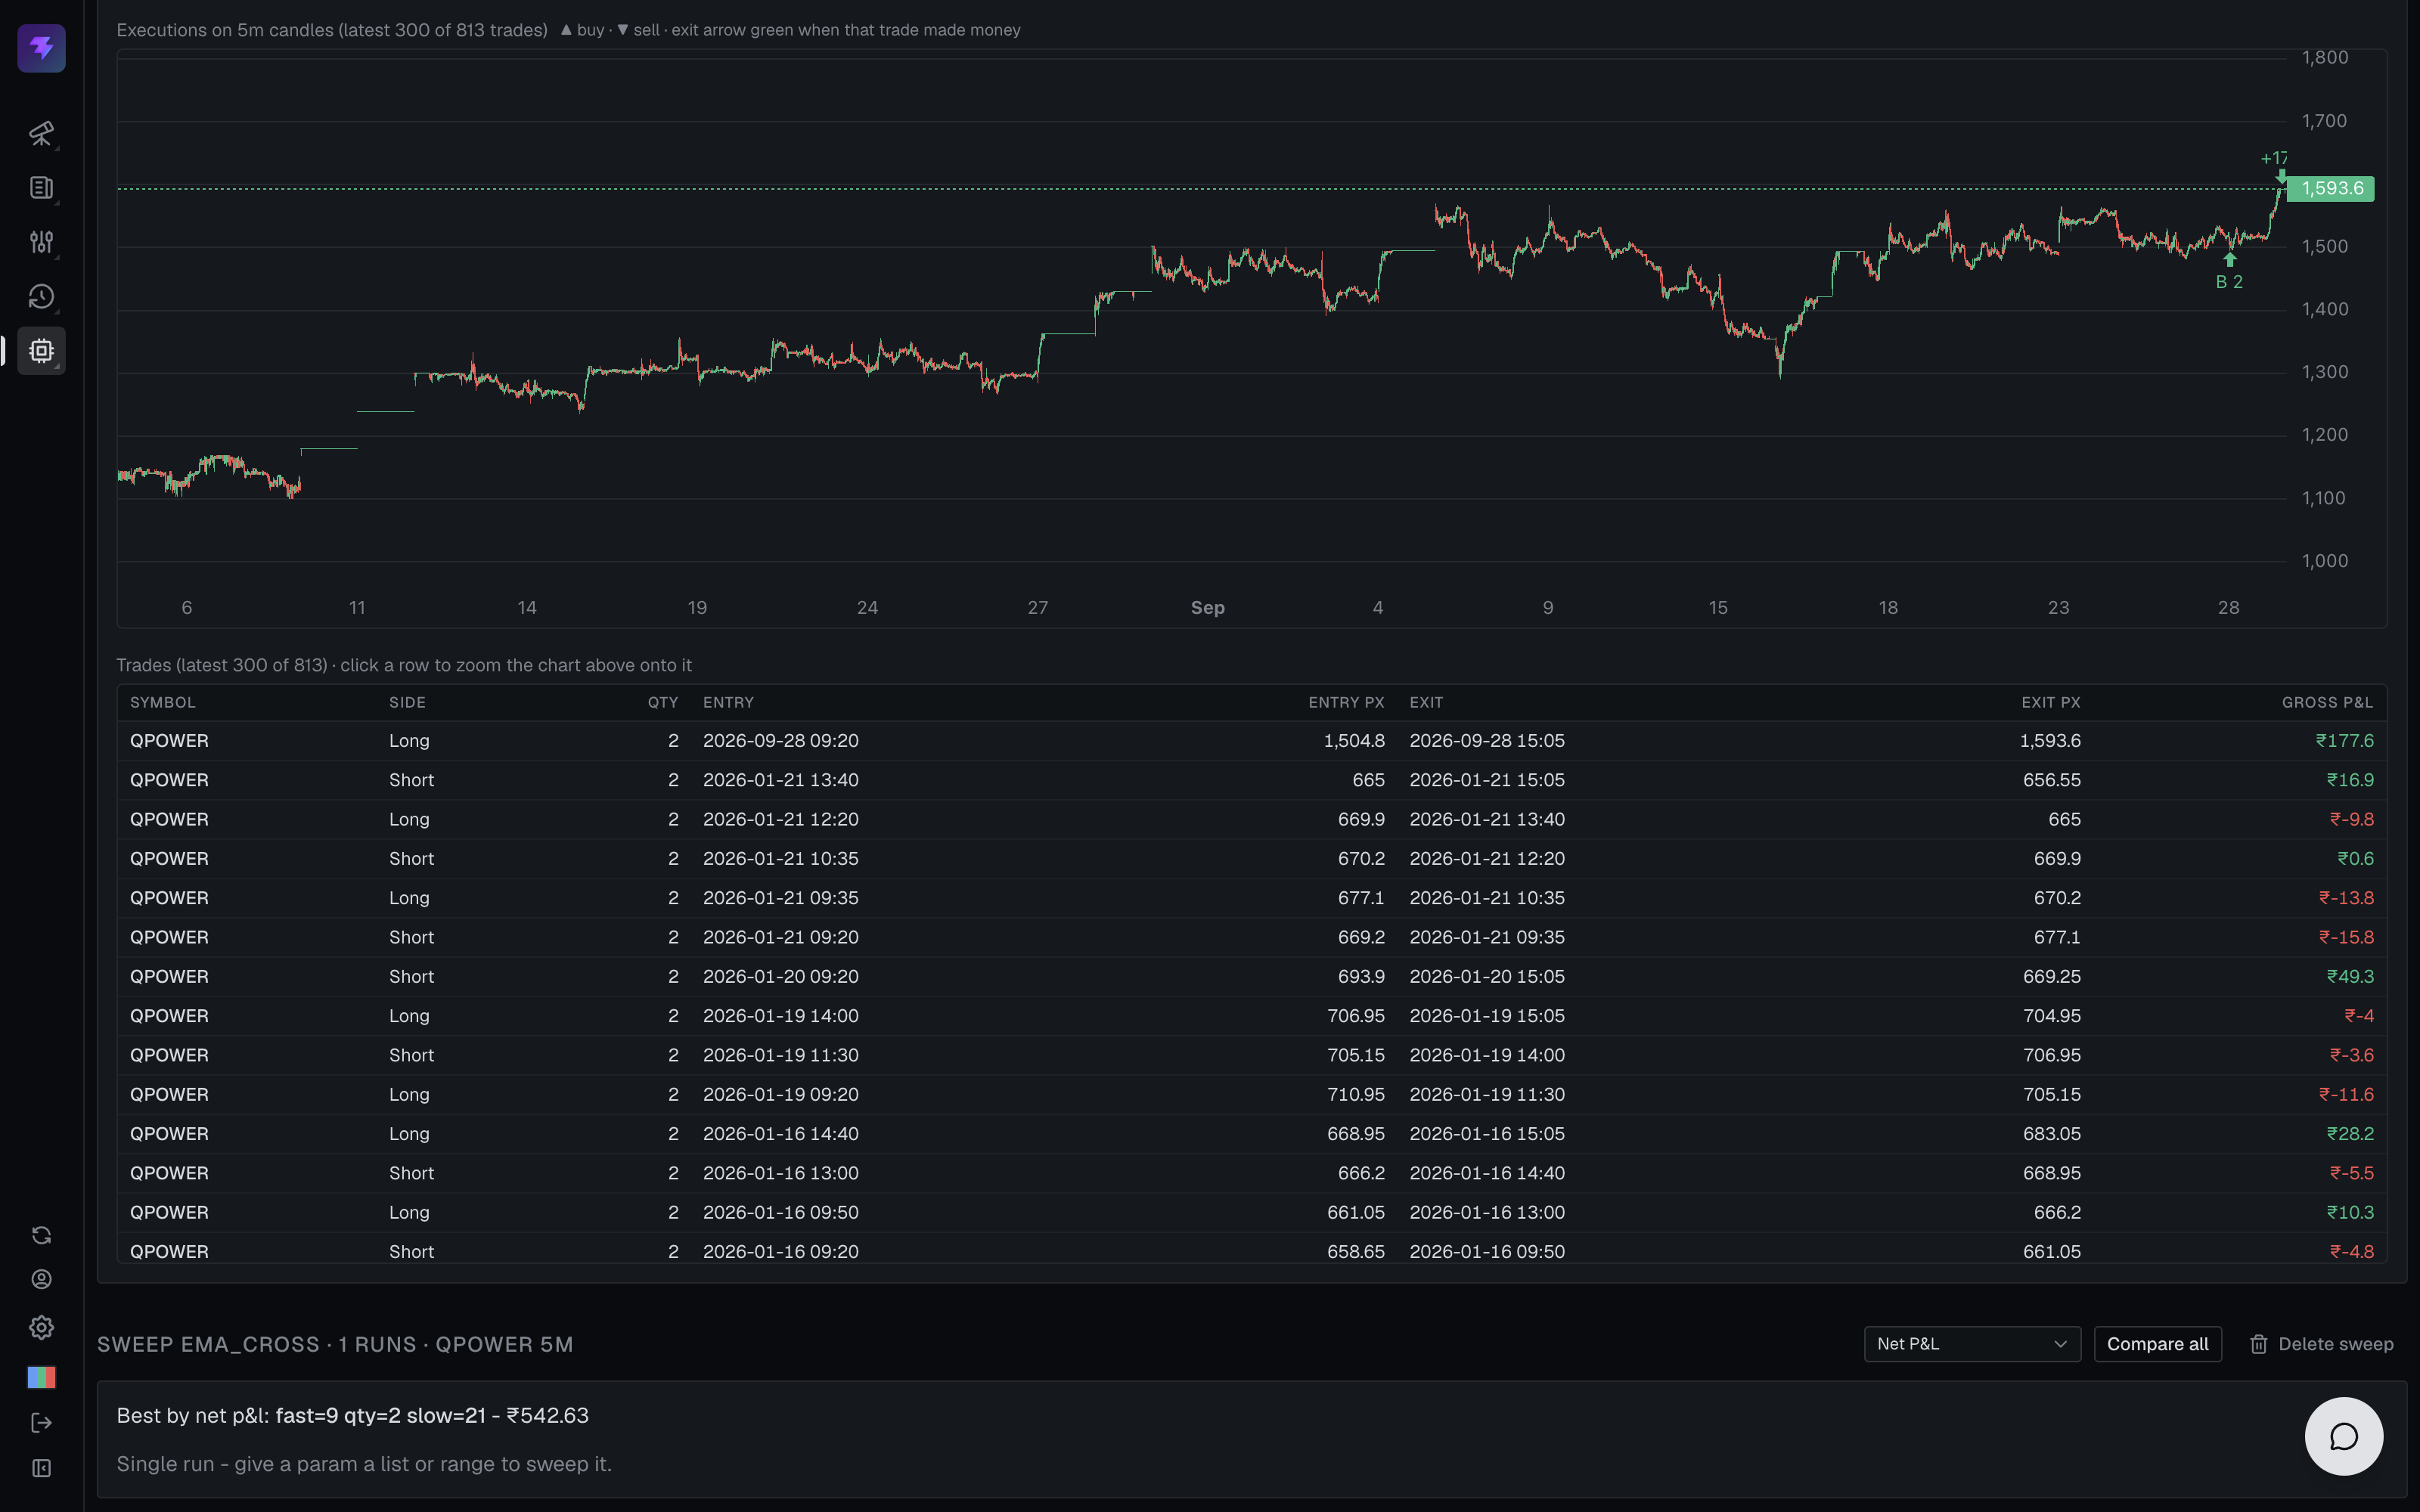 Executions on 5m candles (latest 300 of 813 trades) ▲ buy · ▼ sell · exit arrow green when that trade made money
1,800
1,700
+17
1,593.6
1,500
B 2
1,400
1,300
1,200
1,100
1,000
6 11 14 19 24 27 Sep 4 9 15 18 23 28
Trades (latest 300 of 813) · click a row to zoom the chart above onto it
SYMBOL SIDE QTY ENTRY ENTRY PX EXIT EXIT PX GROSS P&L
QPOWER Long 2 2026-09-28 09:20 1,504.8 2026-09-28 15:05 1,593.6 ₹177.6
QPOWER Short 2 2026-01-21 13:40 665 2026-01-21 15:05 656.55 ₹16.9
QPOWER Long 2 2026-01-21 12:20 669.9 2026-01-21 13:40 665 ₹-9.8
QPOWER Short 2 2026-01-21 10:35 670.2 2026-01-21 12:20 669.9 ₹0.6
QPOWER Long 2 2026-01-21 09:35 677.1 2026-01-21 10:35 670.2 ₹-13.8
QPOWER Short 2 2026-01-21 09:20 669.2 2026-01-21 09:35 677.1 ₹-15.8
QPOWER Short 2 2026-01-20 09:20 693.9 2026-01-20 15:05 669.25 ₹49.3
QPOWER Long 2 2026-01-19 14:00 706.95 2026-01-19 15:05 704.95 ₹-4
QPOWER Short 2 2026-01-19 11:30 705.15 2026-01-19 14:00 706.95 ₹-3.6
QPOWER Long 2 2026-01-19 09:20 710.95 2026-01-19 11:30 705.15 ₹-11.6
QPOWER Long 2 2026-01-16 14:40 668.95 2026-01-16 15:05 683.05 ₹28.2
QPOWER Short 2 2026-01-16 13:00 666.2 2026-01-16 14:40 668.95 ₹-5.5
QPOWER Long 2 2026-01-16 09:50 661.05 2026-01-16 13:00 666.2 ₹10.3
QPOWER Short 2 2026-01-16 09:20 658.65 2026-01-16 09:50 661.05 ₹-4.8
SWEEP EMA_CROSS · 1 RUNS · QPOWER 5M Net P&L Compare all Delete sweep
Best by net p&l: fast=9 qty=2 slow=21 - ₹542.63
Single run - give a param a list or range to sweep it.